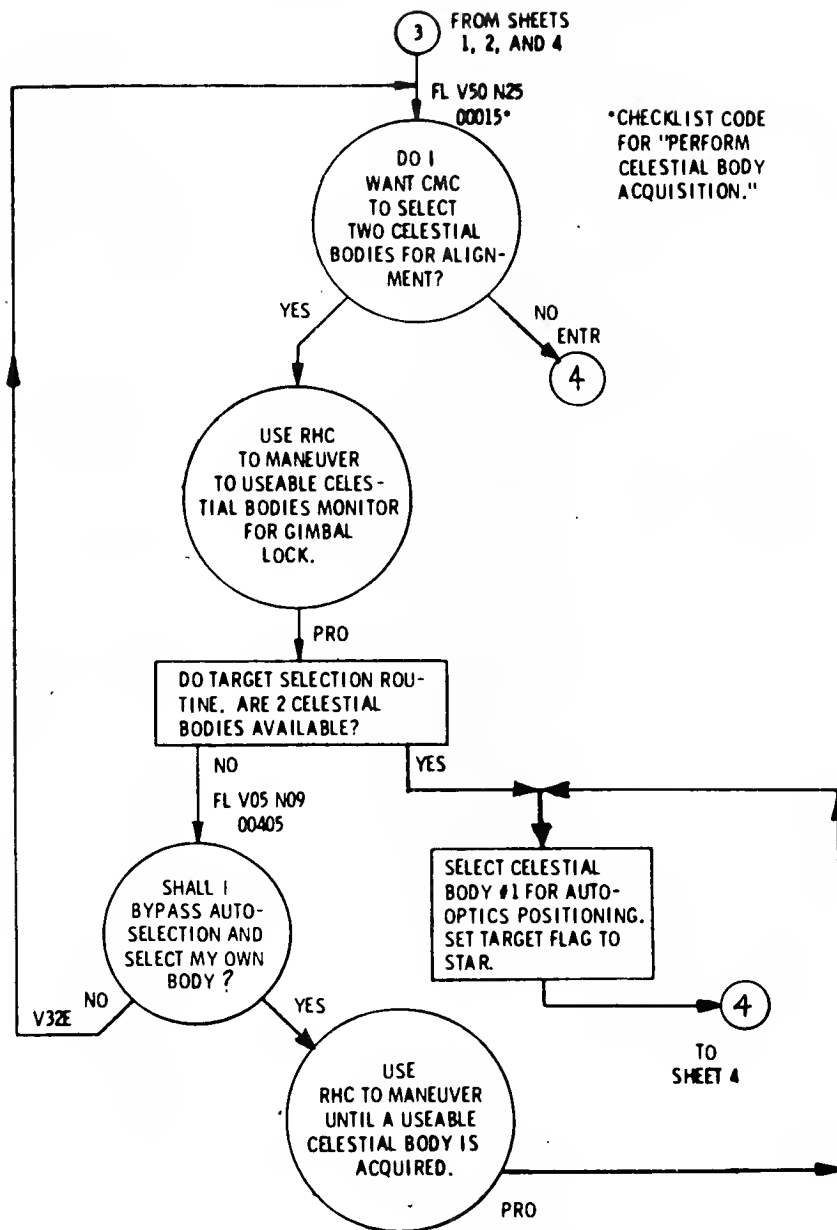 3
FROM SHEETS
1, 2, AND 4
FL V50 N25
00015*
*CHECKLIST CODE
FOR "PERFORM
CELESTIAL BODY
ACQUISITION."
DO I
WANT CMC
TO SELECT
TWO CELESTIAL
BODIES FOR ALIGN-
MENT?
YES
NO
ENTR
4
USE RHC
TO MANEUVER
TO USEABLE CELES-
TIAL BODIES MONITOR
FOR GIMBAL
LOCK.
PRO
DO TARGET SELECTION ROU-
TINE. ARE 2 CELESTIAL
BODIES AVAILABLE?
NO
YES
FL V05 N09
00405
SHALL I
BYPASS AUTO-
SELECTION AND
SELECT MY OWN
BODY ?
SELECT CELESTIAL
BODY #1 FOR AUTO-
OPTICS POSITIONING.
SET TARGET FLAG TO
STAR.
NO
V32E
YES
4
TO
SHEET 4
USE
RHC TO MANEUVER
UNTIL A USEABLE
CELESTIAL BODY IS
ACQUIRED.
PRO